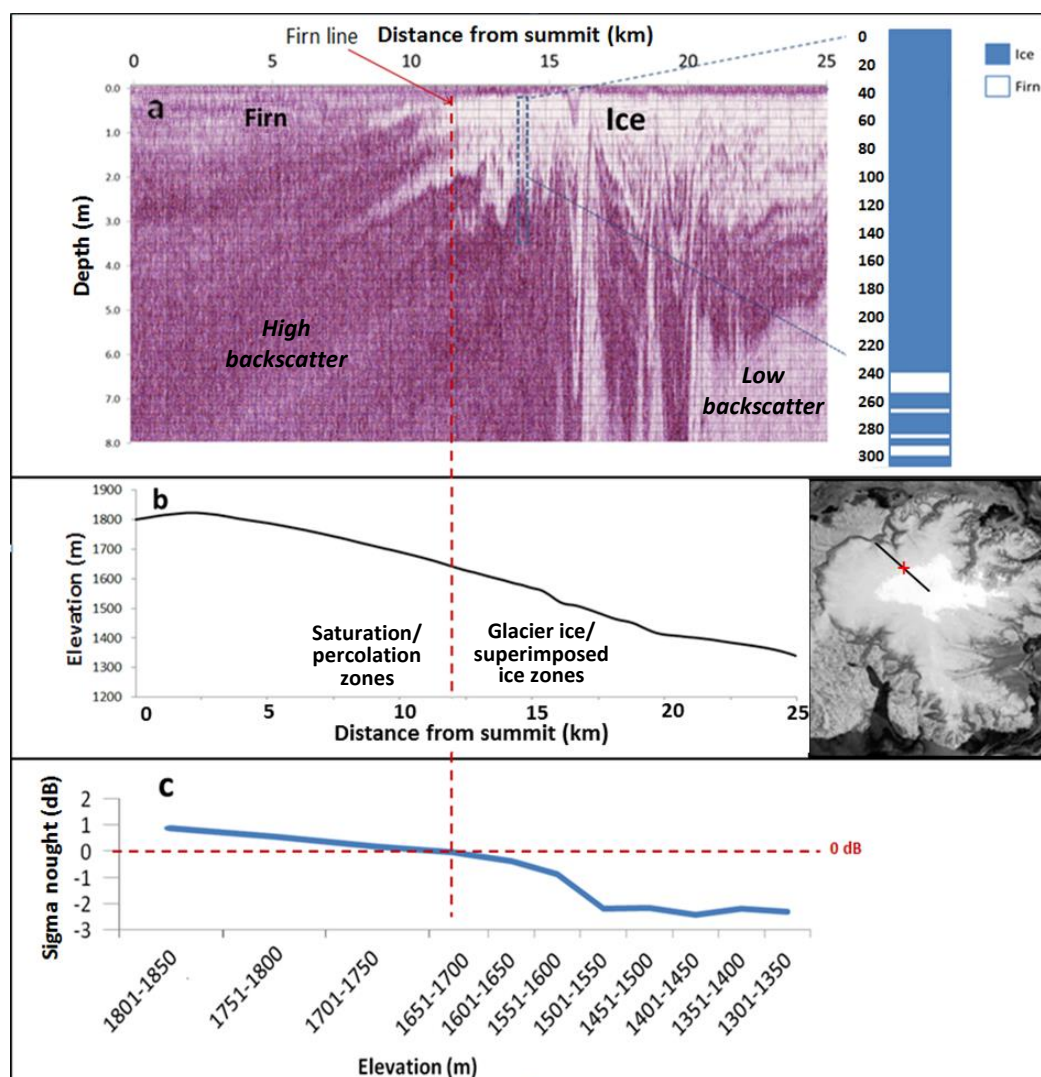 Firn line
Distance from summit (km)
0 5 10 15 20 25
a
Firn
Ice
0.0
1.0
2.0
3.0
4.0
5.0
6.0
7.0
8.0
Depth (m)
High
backscatter
Low
backscatter
0
20
40
60
80
100
120
140
160
180
200
220
240
260
280
300
Ice
Firn
b
1900
1800
1700
1600
1500
1400
1300
1200
Elevation (m)
Saturation/
percolation
zones
Glacier ice/
superimposed
ice zones
0 5 10 15 20 25
Distance from summit (km)
c
Sigma nought (dB)
2
1
0
-1
-2
-3
0 dB
1801-1850
1751-1800
1701-1750
1651-1700
1601-1650
1551-1600
1501-1550
1451-1500
1401-1450
1351-1400
1301-1350
Elevation (m)